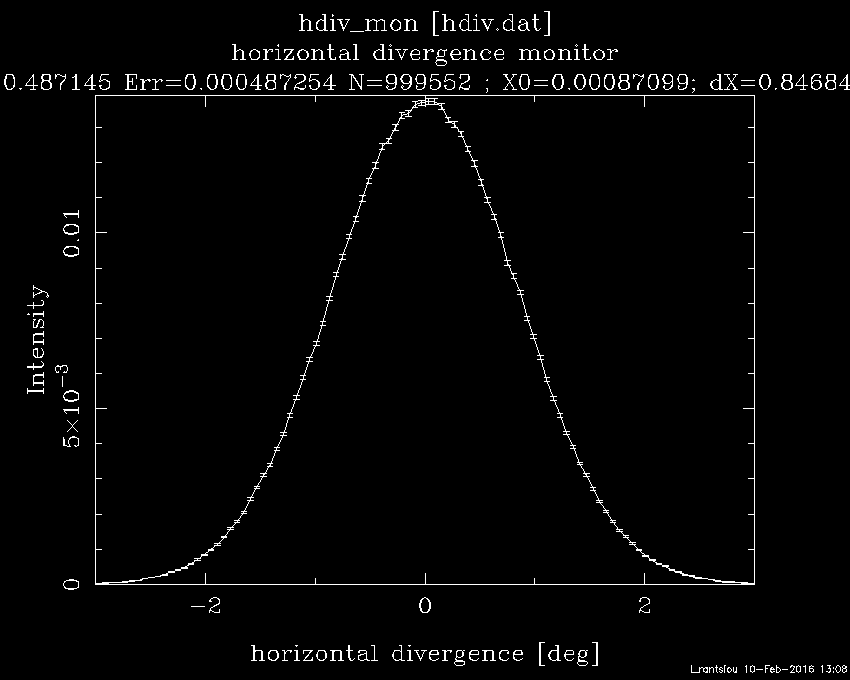 hdiv_mon [hdiv.dat]
horizontal divergence monitor
0.487145 Err=0.000487254 N=999552 ; X0=0.00087099; dX=0.84684
Intensity
0.01
5×10⁻³
0
−2 0 2
horizontal divergence [deg]
l_rantsiou 10-Feb-2016 13:08